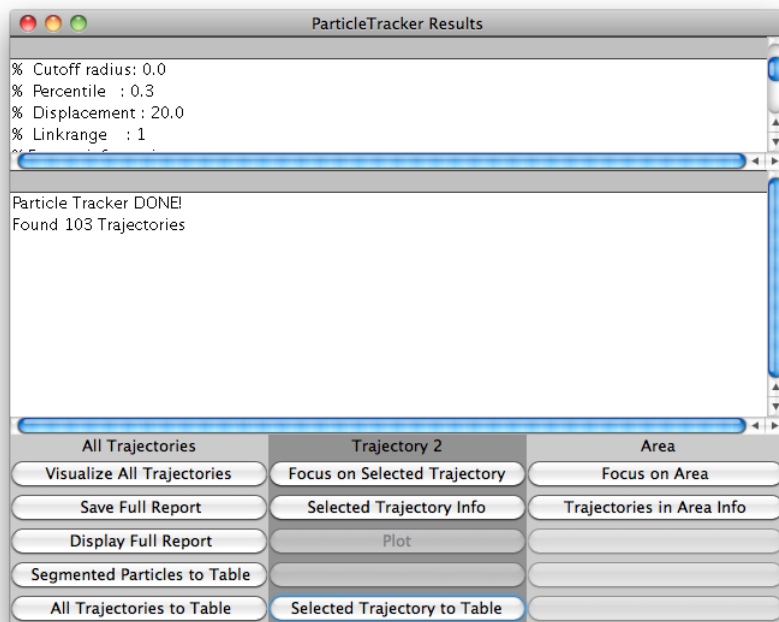 ParticleTracker Results
% Cutoff radius: 0.0
% Percentile : 0.3
% Displacement : 20.0
% Linkrange : 1
Particle Tracker DONE!
Found 103 Trajectories
All Trajectories Trajectory 2 Area
Visualize All Trajectories Focus on Selected Trajectory Focus on Area
Save Full Report Selected Trajectory Info Trajectories in Area Info
Display Full Report Plot
Segmented Particles to Table
All Trajectories to Table Selected Trajectory to Table